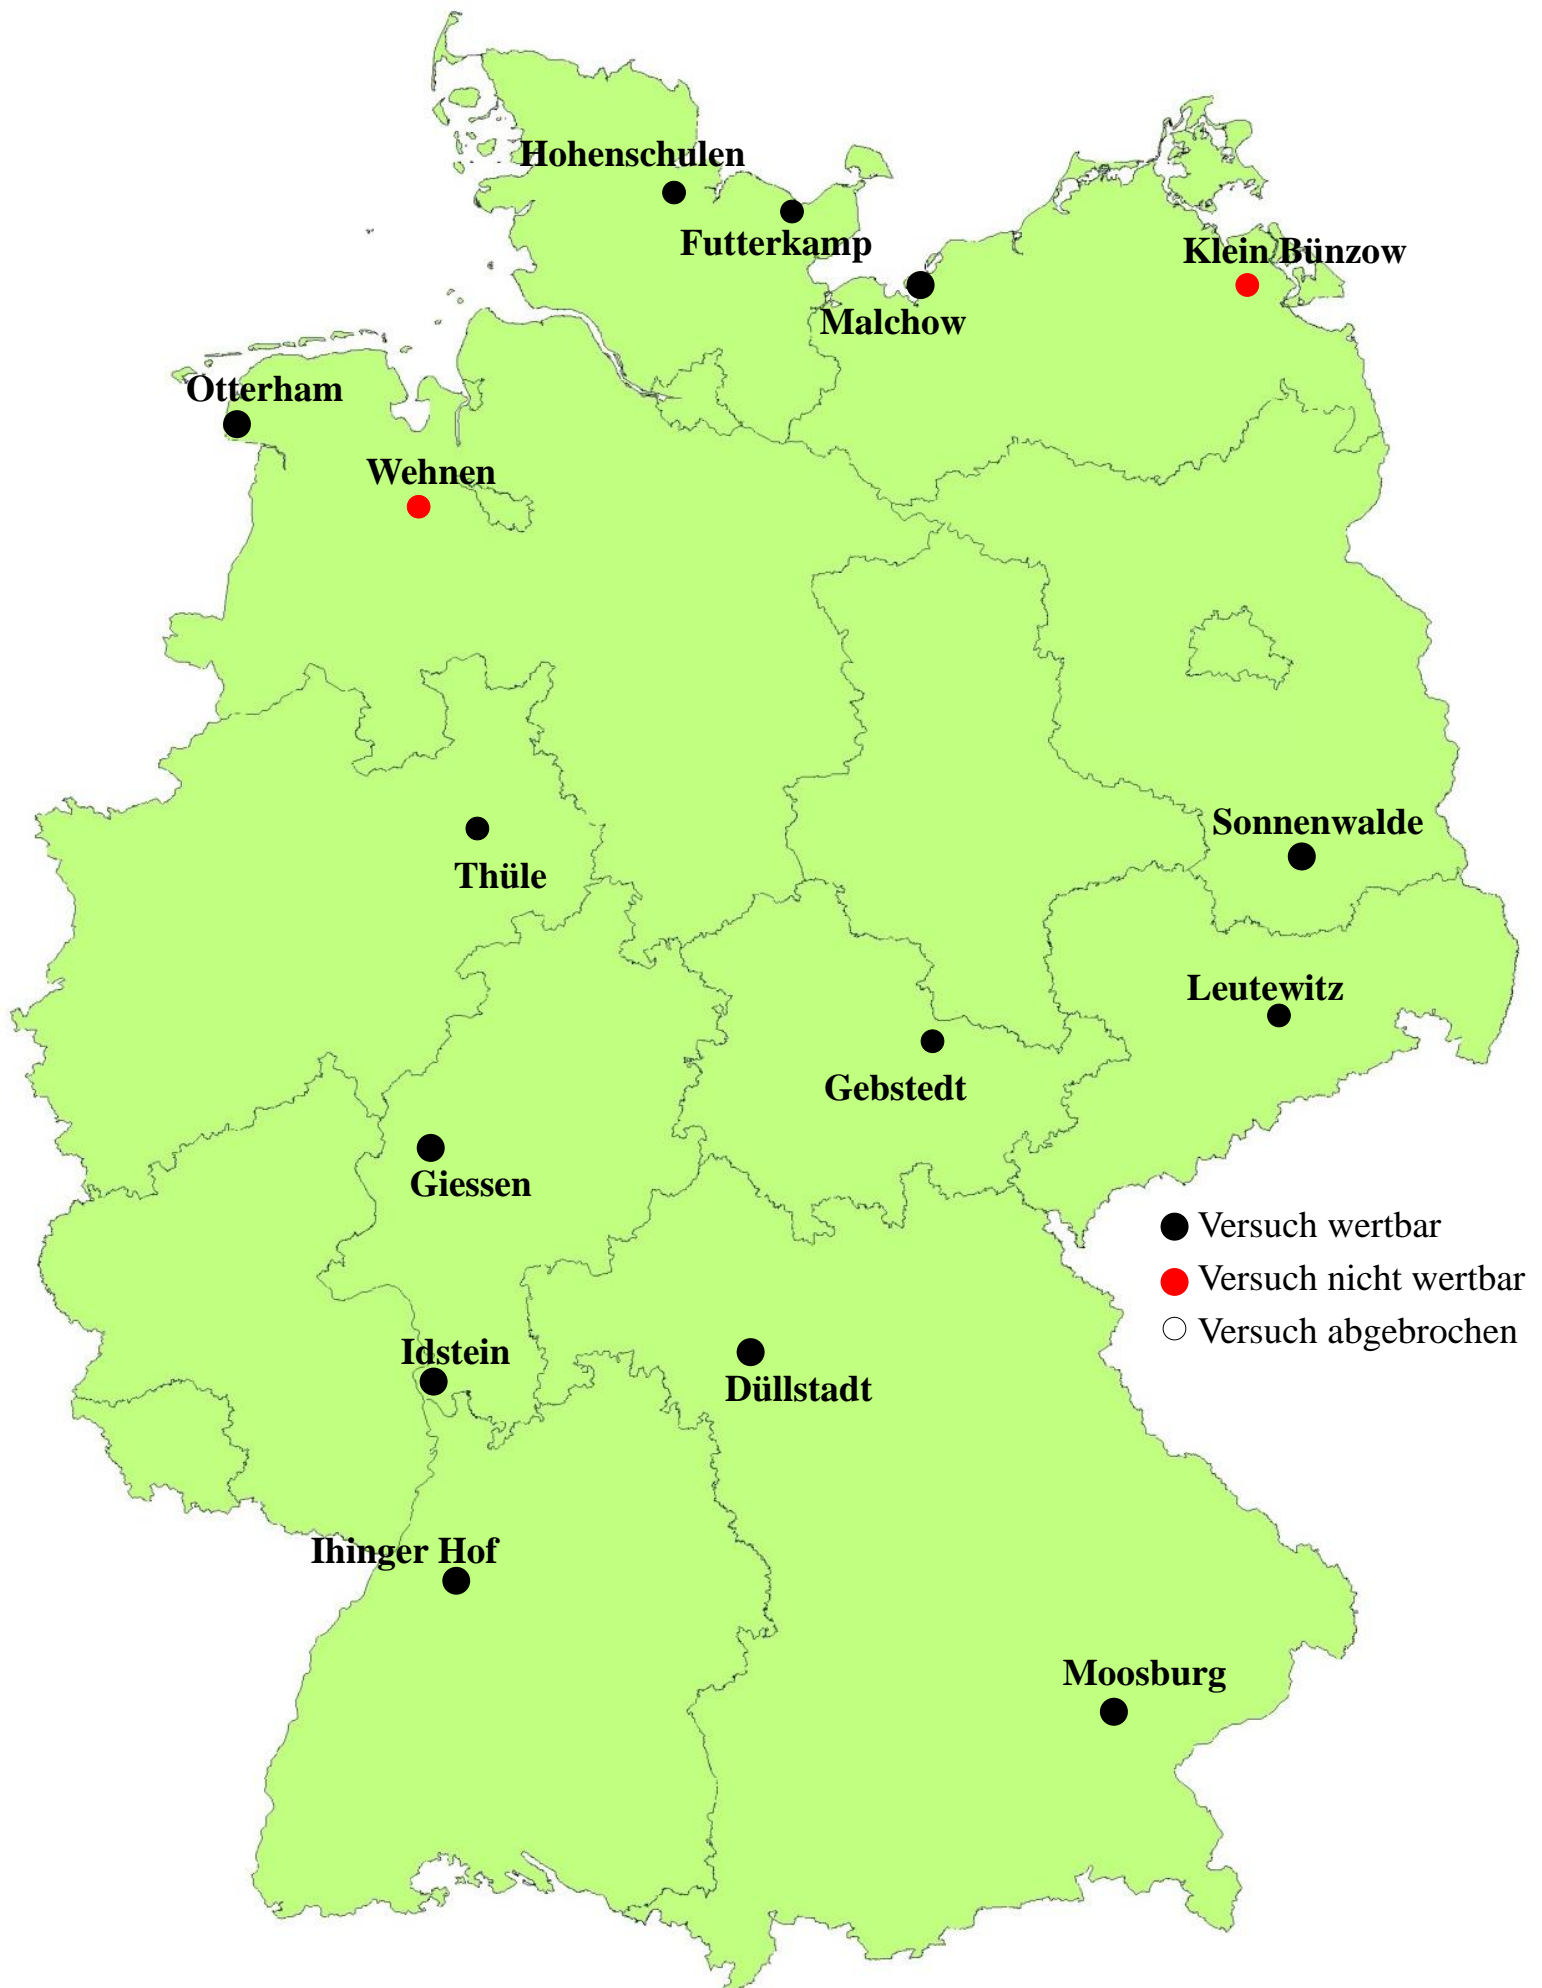 Hohenschulen
Futterkamp
Klein Bünzow
Malchow
Otterham
Wehnen
Sonnenwalde
Thüle
Leutewitz
Gebstedt
Giessen
Versuch wertbar
Versuch nicht wertbar
Versuch abgebrochen
Idstein
Düllstadt
Ihinger Hof
Moosburg